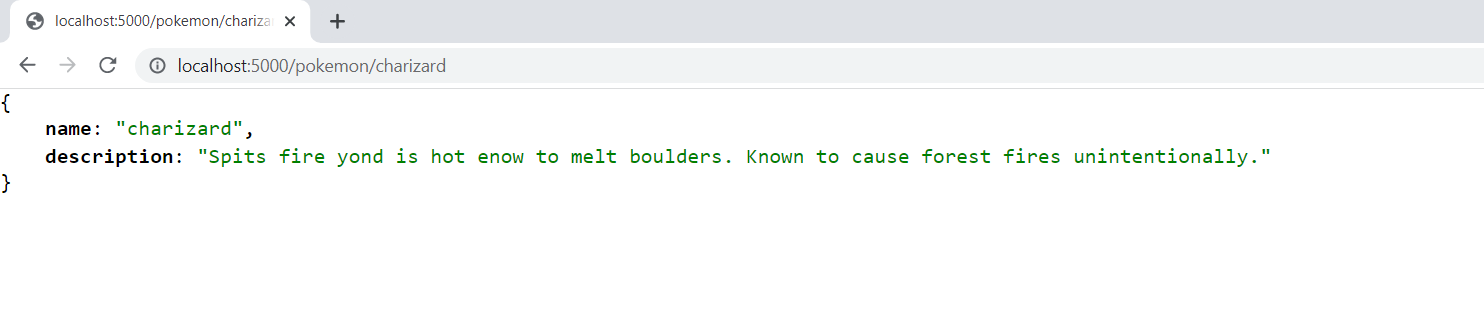 localhost:5000/pokemon/chariza
localhost:5000/pokemon/charizard
{
name: "charizard",
description: "Spits fire yond is hot enow to melt boulders. Known to cause forest fires unintentionally."
}